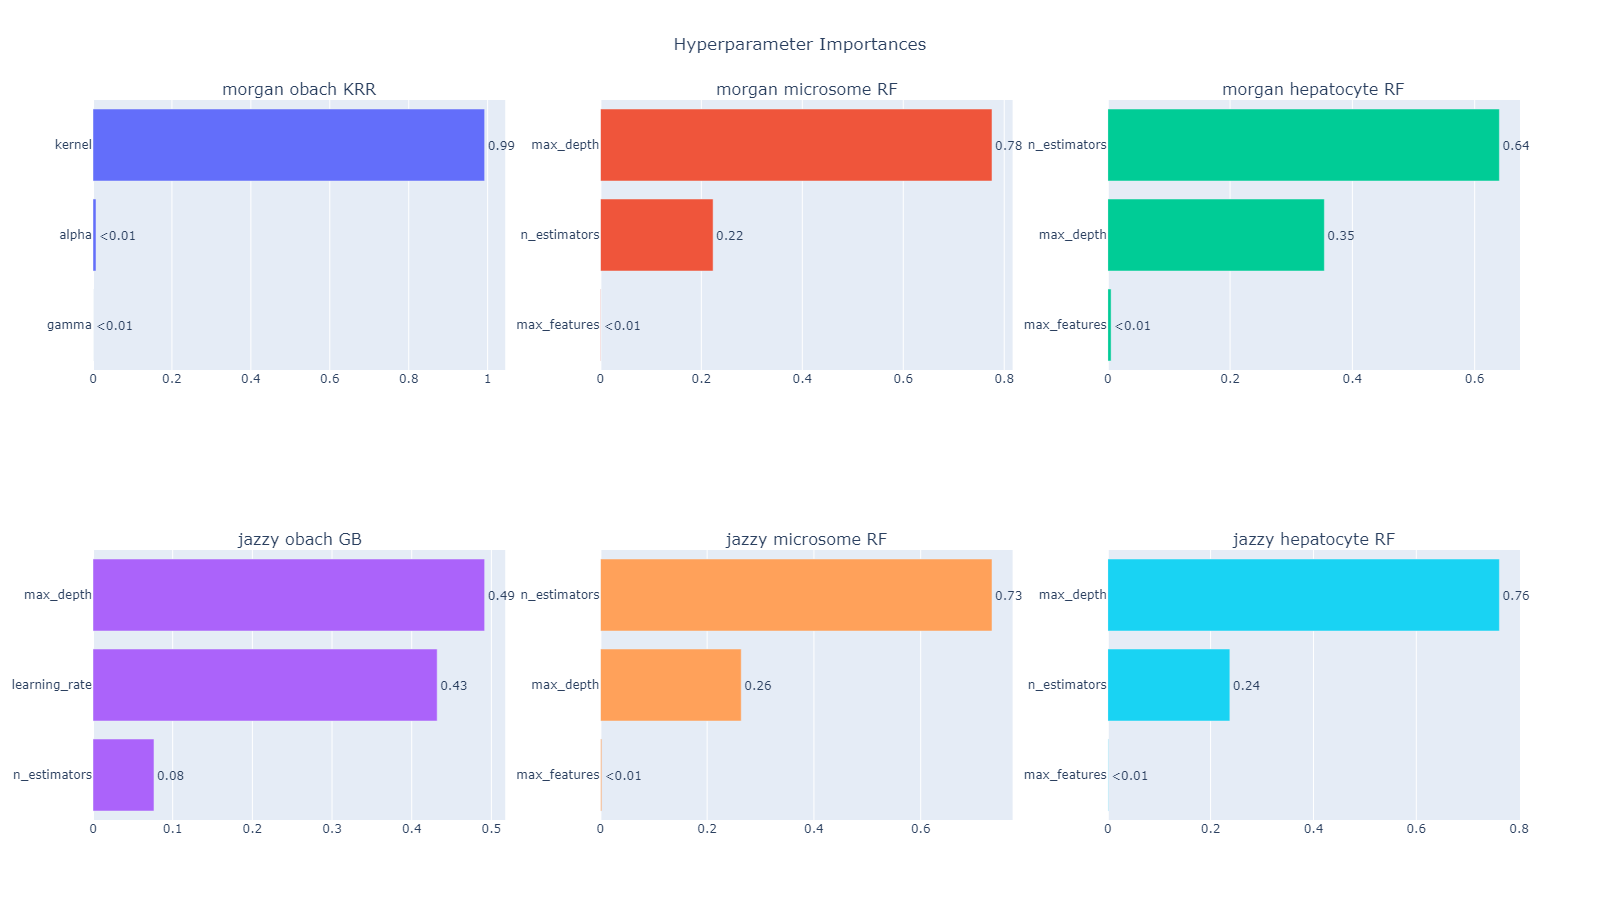 Hyperparameter Importances
morgan obach KRR
kernel 0.99
alpha <0.01
gamma <0.01
0 0.2 0.4 0.6 0.8 1
morgan microsome RF
max_depth 0.78
n_estimators 0.22
max_features <0.01
0 0.2 0.4 0.6 0.8
morgan hepatocyte RF
n_estimators 0.64
max_depth 0.35
max_features <0.01
0 0.2 0.4 0.6
jazzy obach GB
max_depth 0.49
learning_rate 0.43
n_estimators 0.08
0 0.1 0.2 0.3 0.4 0.5
jazzy microsome RF
n_estimators 0.73
max_depth 0.26
max_features <0.01
0 0.2 0.4 0.6
jazzy hepatocyte RF
max_depth 0.76
n_estimators 0.24
max_features <0.01
0 0.2 0.4 0.6 0.8